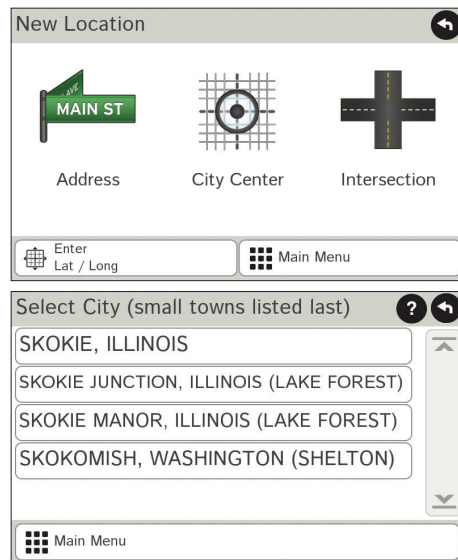 New Location
AVE
MAIN ST
Address
City Center
Intersection
Enter
Lat / Long
Main Menu
Select City (small towns listed last)
?
SKOKIE, ILLINOIS
SKOKIE JUNCTION, ILLINOIS (LAKE FOREST)
SKOKIE MANOR, ILLINOIS (LAKE FOREST)
SKOKOMISH, WASHINGTON (SHELTON)
Main Menu